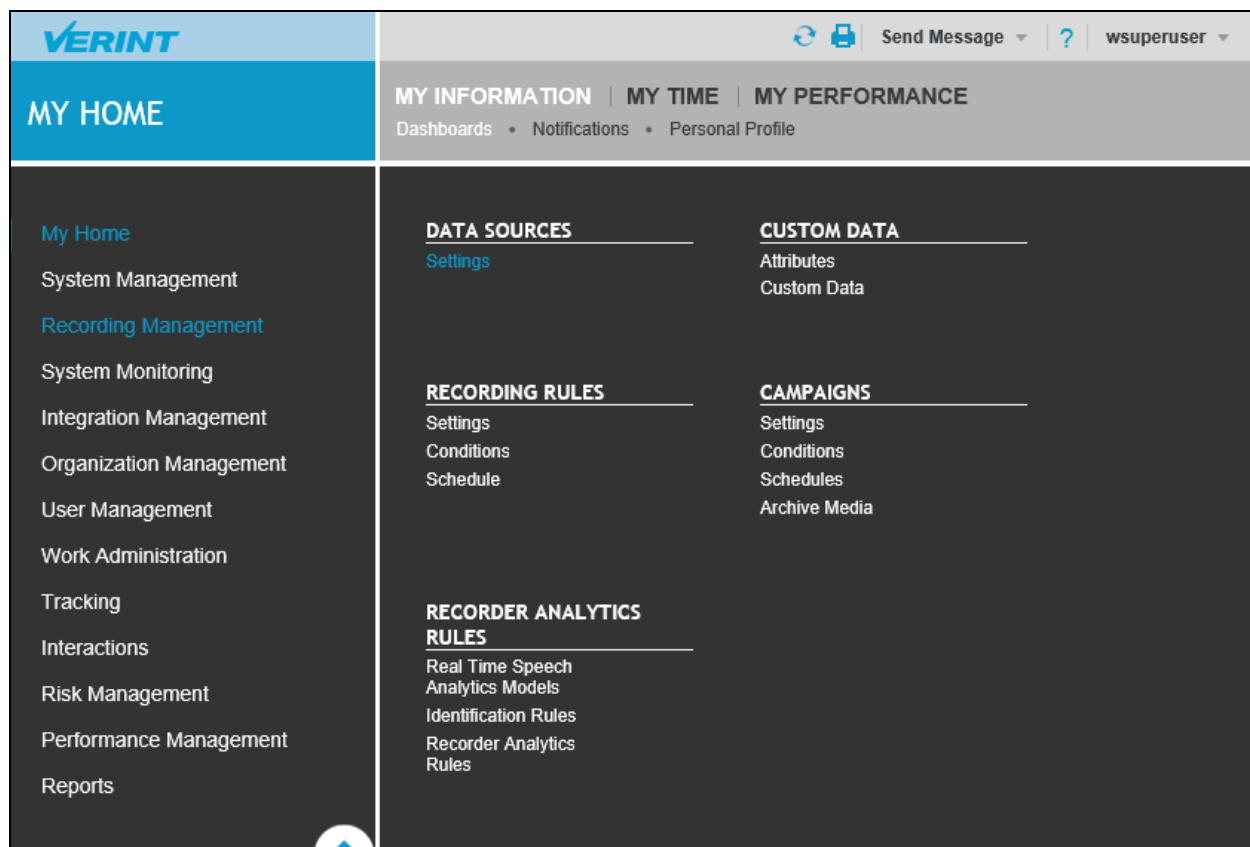 VERINT
Send Message
?
wsuperuser
MY HOME
MY INFORMATION | MY TIME | MY PERFORMANCE
Dashboards • Notifications • Personal Profile
My Home
System Management
Recording Management
System Monitoring
Integration Management
Organization Management
User Management
Work Administration
Tracking
Interactions
Risk Management
Performance Management
Reports
DATA SOURCES
Settings
CUSTOM DATA
Attributes
Custom Data
RECORDING RULES
Settings
Conditions
Schedule
CAMPAIGNS
Settings
Conditions
Schedules
Archive Media
RECORDER ANALYTICS
RULES
Real Time Speech
Analytics Models
Identification Rules
Recorder Analytics
Rules